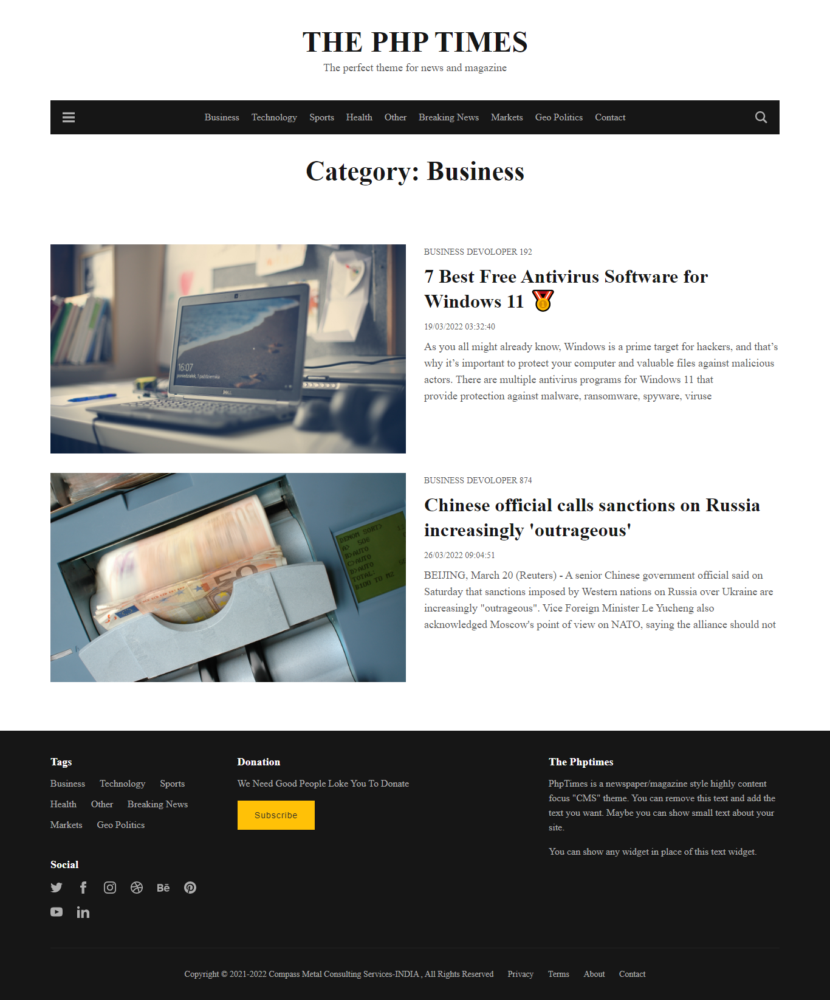 THE PHP TIMES
The perfect theme for news and magazine
Business Technology Sports Health Other Breaking News Markets Geo Politics Contact
Category: Business
16:07
poniedziałek, 1 października
DELL
BUSINESS DEVOLOPER 192
7 Best Free Antivirus Software for
Windows 11 🏅
19/03/2022 03:32:40
As you all might already know, Windows is a prime target for hackers, and that’s
why it’s important to protect your computer and valuable files against malicious
actors. There are multiple antivirus programs for Windows 11 that
provide protection against malware, ransomware, spyware, viruse
DENOM SORT>
A> 50€
B>AUTO
C>AUTO
D>AUTO
TOTAL:
B100 TO M2
50
BUSINESS DEVOLOPER 874
Chinese official calls sanctions on Russia
increasingly 'outrageous'
26/03/2022 09:04:51
BEIJING, March 20 (Reuters) - A senior Chinese government official said on
Saturday that sanctions imposed by Western nations on Russia over Ukraine are
increasingly "outrageous". Vice Foreign Minister Le Yucheng also
acknowledged Moscow's point of view on NATO, saying the alliance should not
Tags
Business Technology Sports
Health Other Breaking News
Markets Geo Politics
Social
Bē
Donation
We Need Good People Loke You To Donate
Subscribe
The Phptimes
PhpTimes is a newspaper/magazine style highly content
focus "CMS" theme. You can remove this text and add the
text you want. Maybe you can show small text about your
site.
You can show any widget in place of this text widget.
Copyright © 2021-2022 Compass Metal Consulting Services-INDIA , All Rights Reserved Privacy Terms About Contact